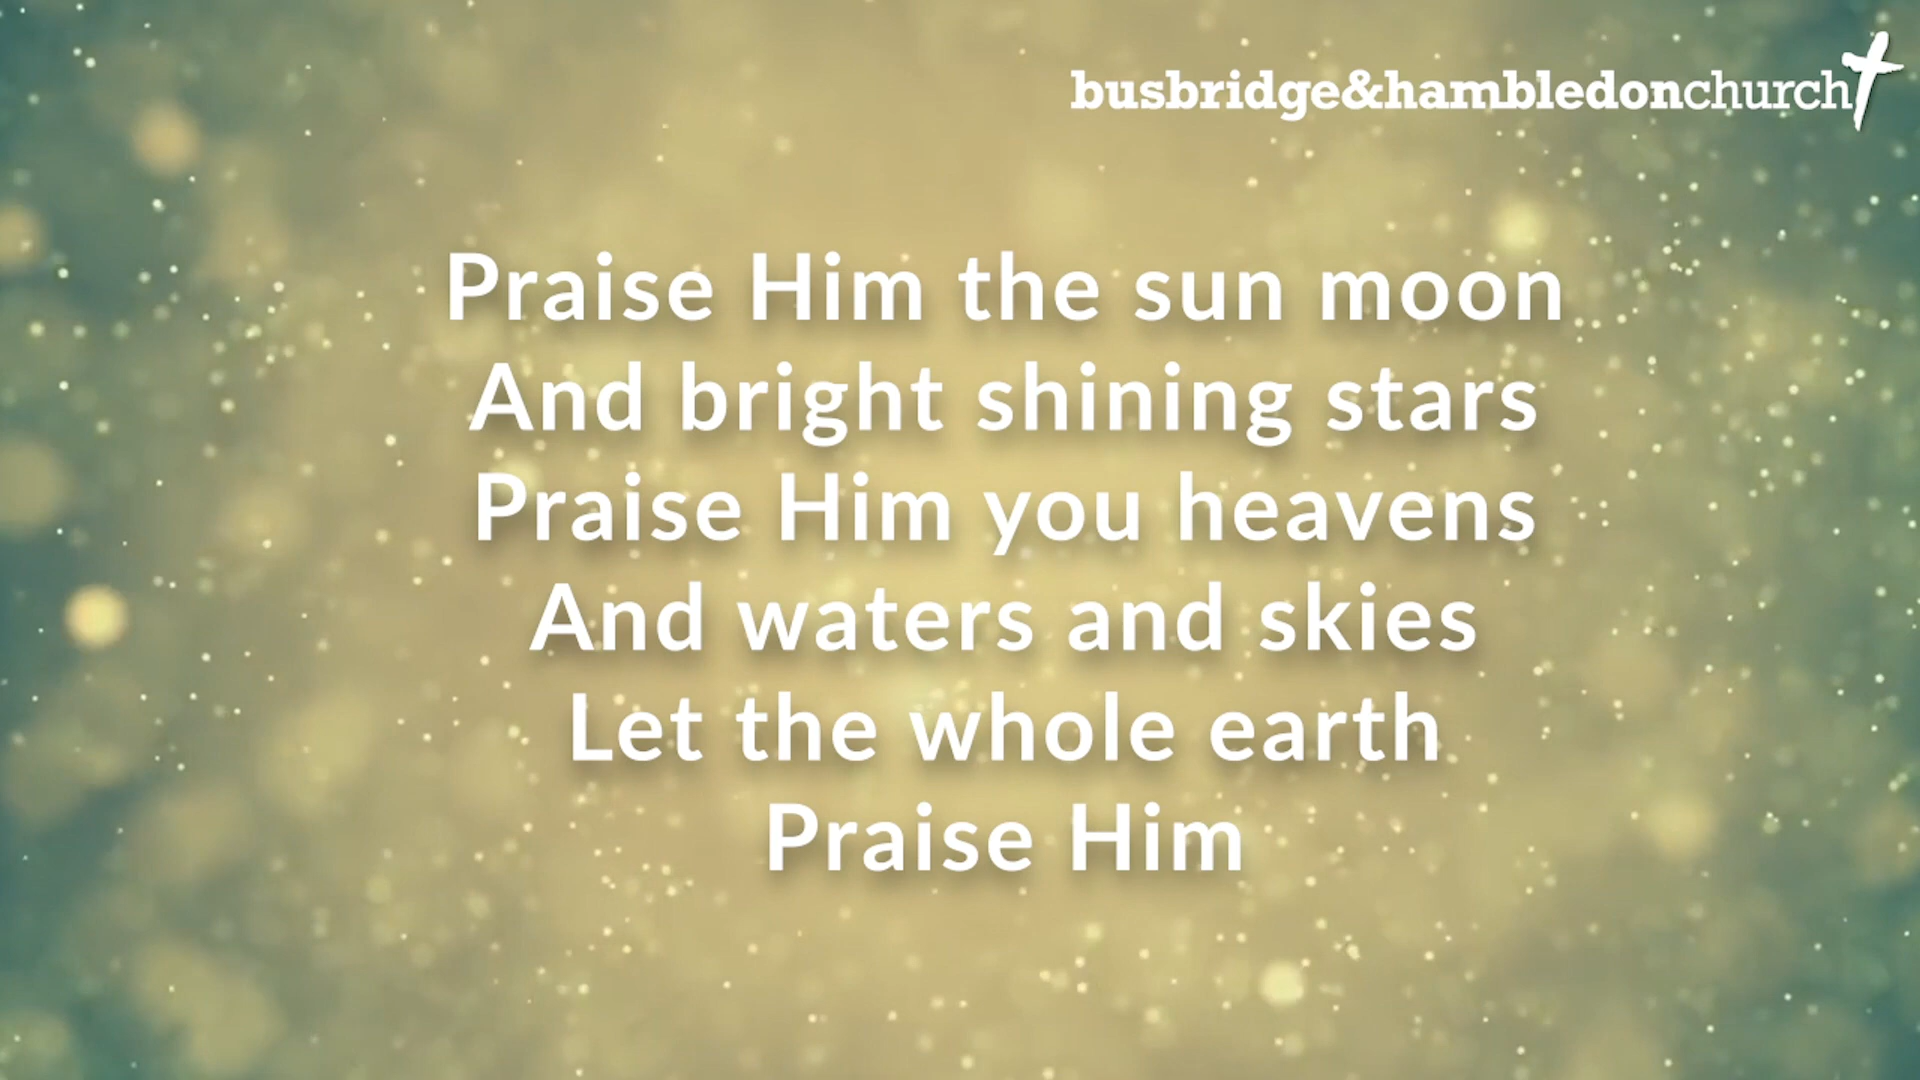 busbridge&hambledonchurch
Praise Him the sun moon
And bright shining stars
Praise Him you heavens
And waters and skies
Let the whole earth
Praise Him